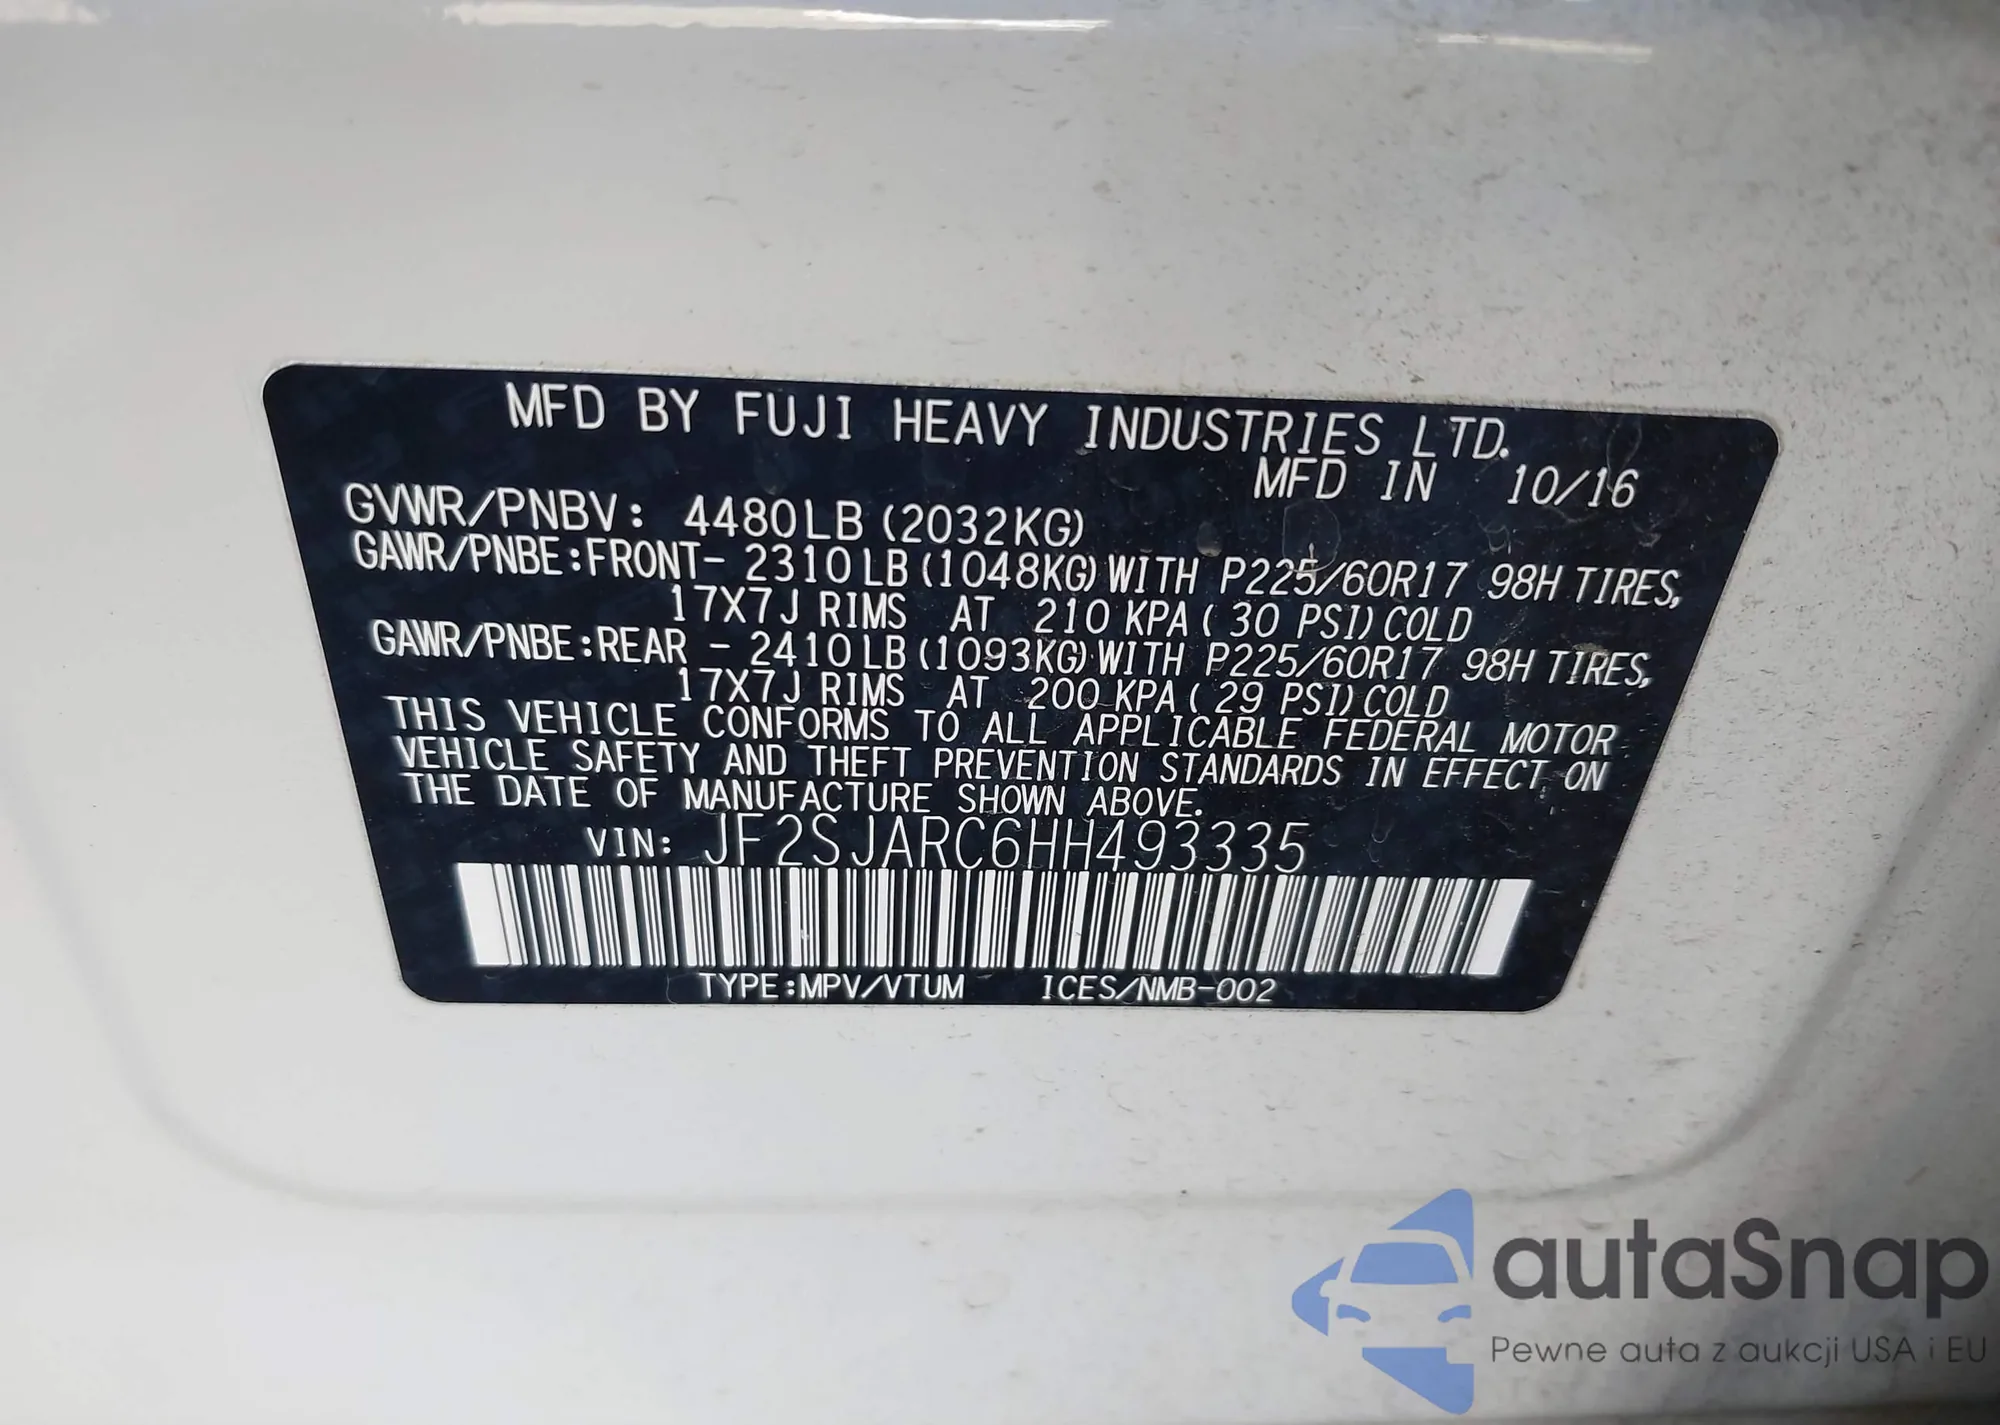 MFD BY FUJI HEAVY INDUSTRIES LTD.
MFD IN 10/16
GVWR/PNBV: 4480LB (2032KG)
GAWR/PNBE:FRONT- 2310LB (1048KG) WITH P225/60R17 98H TIRES,
17X7J RIMS AT 210 KPA ( 30 PSI) COLD
GAWR/PNBE:REAR - 2410LB (1093KG) WITH P225/60R17 98H TIRES,
17X7J RIMS AT 200 KPA ( 29 PSI) COLD
THIS VEHICLE CONFORMS TO ALL APPLICABLE FEDERAL MOTOR
VEHICLE SAFETY AND THEFT PREVENTION STANDARDS IN EFFECT ON
THE DATE OF MANUFACTURE SHOWN ABOVE.
VIN: JF2SJARC6HH493335
TYPE:MPV/VTUM ICES/NMB-002
autaSnap
Pewne auta z aukcji USA i EU